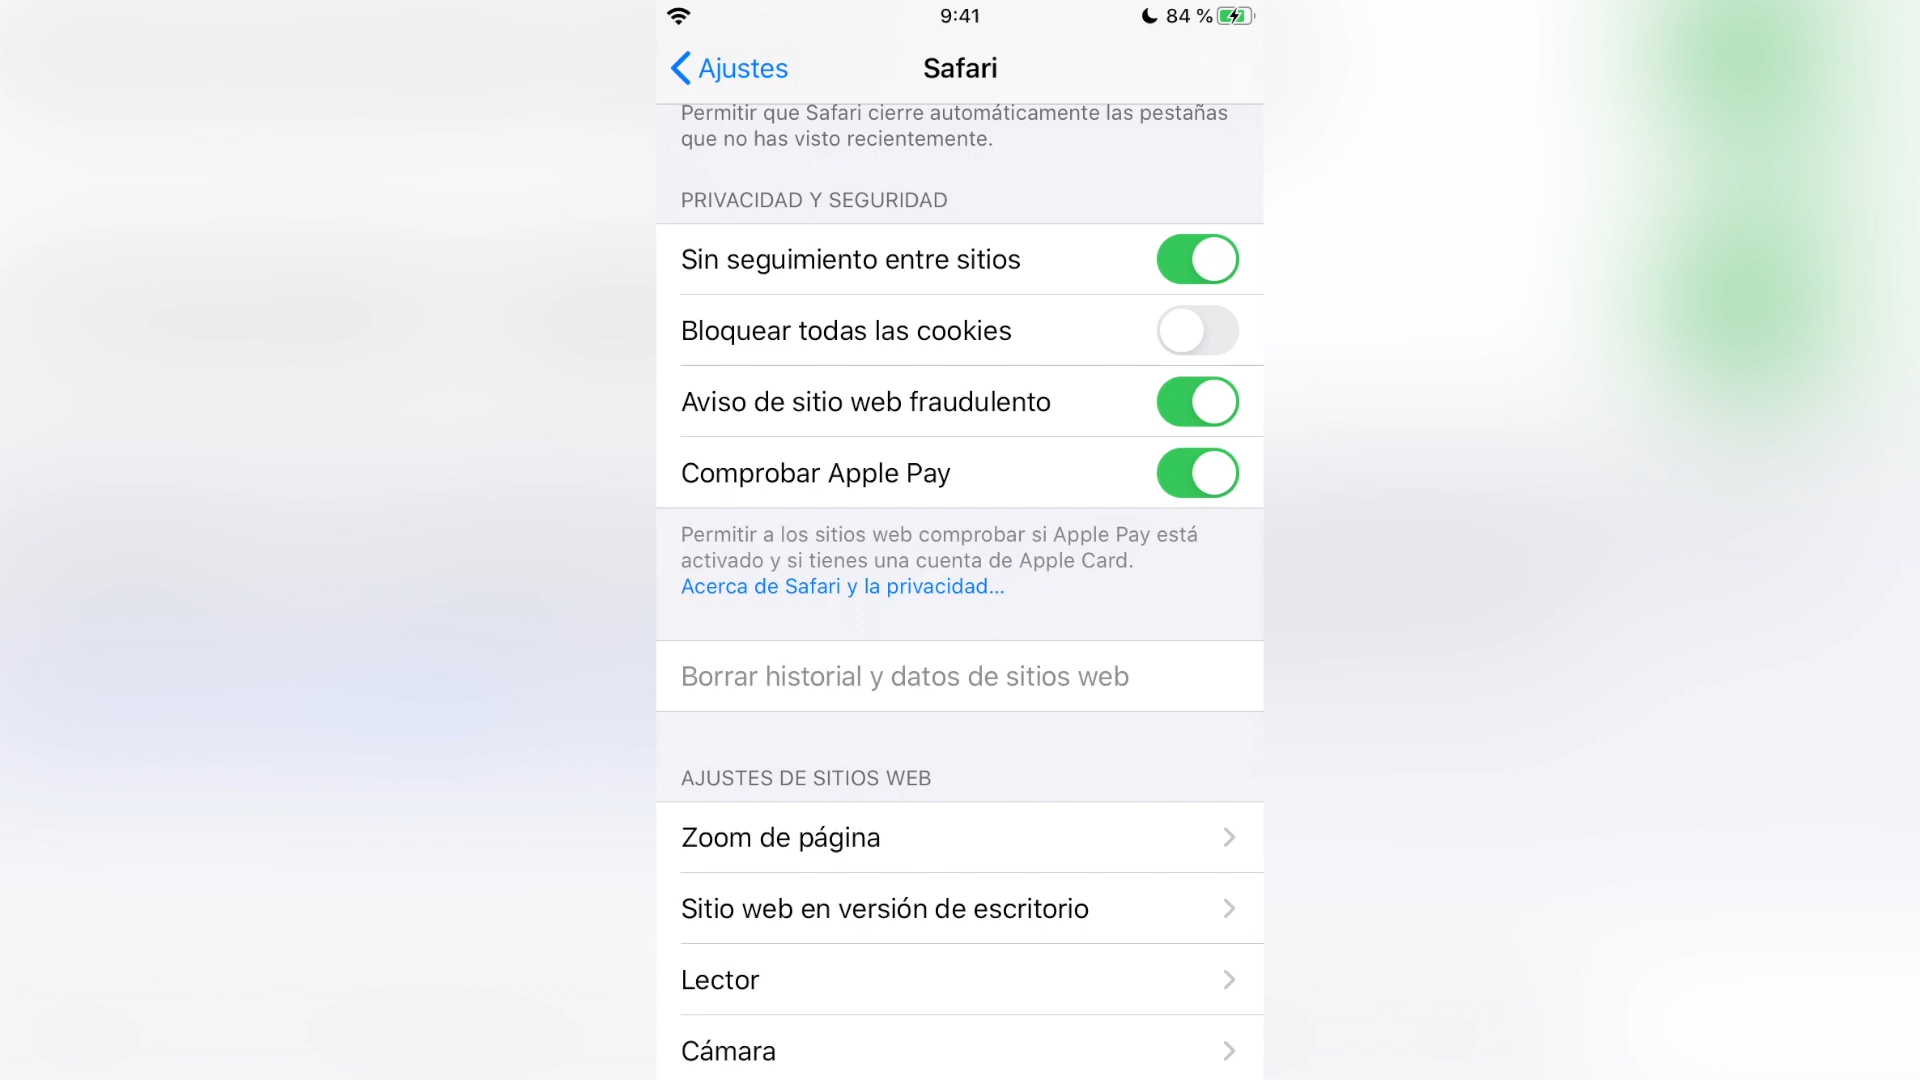 9:41
84 %
Ajustes
Safari
Permitir que Safari cierre automáticamente las pestañas
que no has visto recientemente.
PRIVACIDAD Y SEGURIDAD
Sin seguimiento entre sitios
Bloquear todas las cookies
Aviso de sitio web fraudulento
Comprobar Apple Pay
Permitir a los sitios web comprobar si Apple Pay está
activado y si tienes una cuenta de Apple Card.
Acerca de Safari y la privacidad...
Borrar historial y datos de sitios web
AJUSTES DE SITIOS WEB
Zoom de página
Sitio web en versión de escritorio
Lector
Cámara